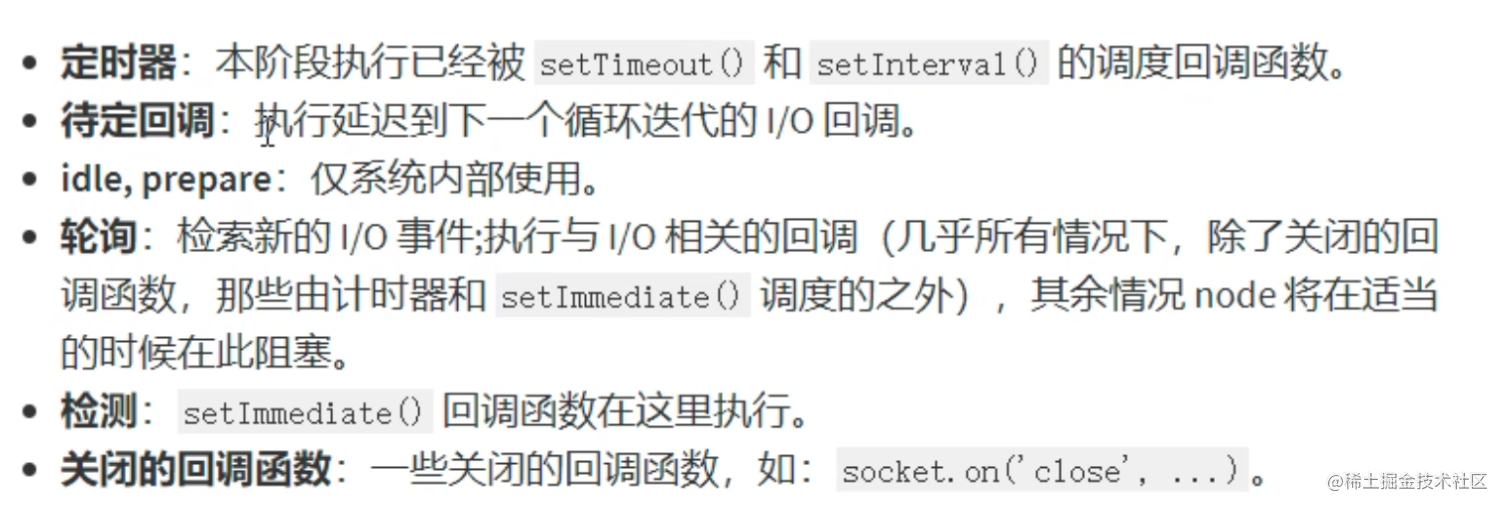 • 定时器：本阶段执行已经被 setTimeout() 和 setInterval() 的调度回调函数。
• 待定回调：执行延迟到下一个循环迭代的 I/O 回调。
• idle, prepare：仅系统内部使用。
• 轮询：检索新的 I/O 事件;执行与 I/O 相关的回调（几乎所有情况下，除了关闭的回
调函数，那些由计时器和 setImmediate() 调度的之外），其余情况 node 将在适当
的时候在此阻塞。
• 检测：setImmediate() 回调函数在这里执行。
• 关闭的回调函数：一些关闭的回调函数，如：socket.on('close', ...)。
@稀土掘金技术社区